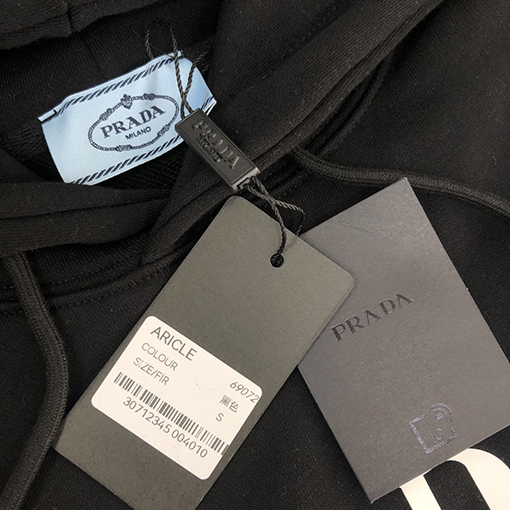 PRADA
MILANO
PRADA
ARICLE
69072
COLOUR
黑色
SIZE/FIR
S
30712345 004010
PRADA